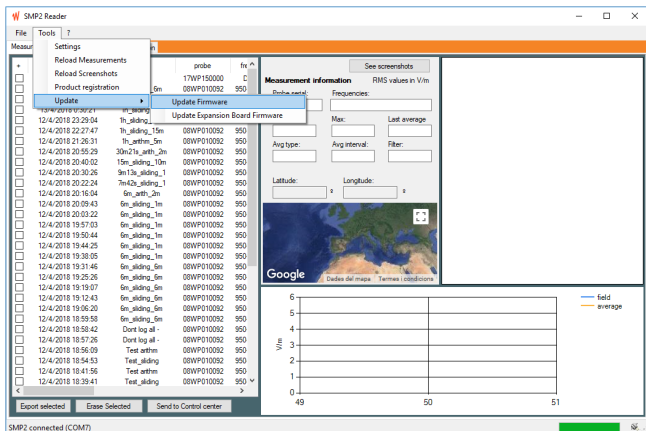 SMP2 Reader
File Tools ?
Settings
Reload Measurements
Reload Screenshots
Product registration
Update
Update Firmware
Update Expansion Board Firmware
+ probe
17WP150000
08WP010092 950
12/4/2018 23:29:04 1h_sliding_ 08WP010092 950
12/4/2018 22:27:47 1h_sliding_15m 08WP010092 950
12/4/2018 21:26:31 1h_arithm_5m 08WP010092 950
12/4/2018 20:55:29 30m21s_arith_2m 08WP010092 950
12/4/2018 20:40:02 15m_sliding_10m 08WP010092 950
12/4/2018 20:30:26 9m13s_sliding_1 08WP010092 950
12/4/2018 20:22:24 7m42s_sliding_1 08WP010092 950
12/4/2018 20:16:04 6m_arith_2m 08WP010092 950
12/4/2018 20:09:43 6m_sliding_1m 08WP010092 950
12/4/2018 20:03:22 6m_sliding_1m 08WP010092 950
12/4/2018 19:57:03 6m_sliding_1m 08WP010092 950
12/4/2018 19:50:44 6m_sliding_1m 08WP010092 950
12/4/2018 19:44:25 6m_sliding_1m 08WP010092 950
12/4/2018 19:38:05 6m_sliding_1m 08WP010092 950
12/4/2018 19:31:46 6m_sliding_6m 08WP010092 950
12/4/2018 19:25:26 6m_sliding_6m 08WP010092 950
12/4/2018 19:19:07 6m_sliding_6m 08WP010092 950
12/4/2018 19:12:43 6m_sliding_6m 08WP010092 950
12/4/2018 19:06:20 6m_sliding_6m 08WP010092 950
12/4/2018 18:59:58 6m_sliding_6m 08WP010092 950
12/4/2018 18:58:42 Dont log all - 08WP010092 950
12/4/2018 18:57:26 Dont log all - 08WP010092 950
12/4/2018 18:56:09 Test arithm 08WP010092 950
12/4/2018 18:54:53 Test_sliding 08WP010092 950
12/4/2018 18:41:56 Test arithm 08WP010092 950
12/4/2018 18:39:41 Test_sliding 08WP010092 950
Export selected Erase Selected Send to Control center
SMP2 connected (COM7)
See screenshots
Measurement information RMS values in V/m
Probe serial: Frequencies:
Max: Last average
Avg type: Avg interval: Filter:
Latitude: Longitude:
º º
Google Dades del mapa Termes i condicions
6
5
4
3
2
1
0
V/m
49 50 51
field
average